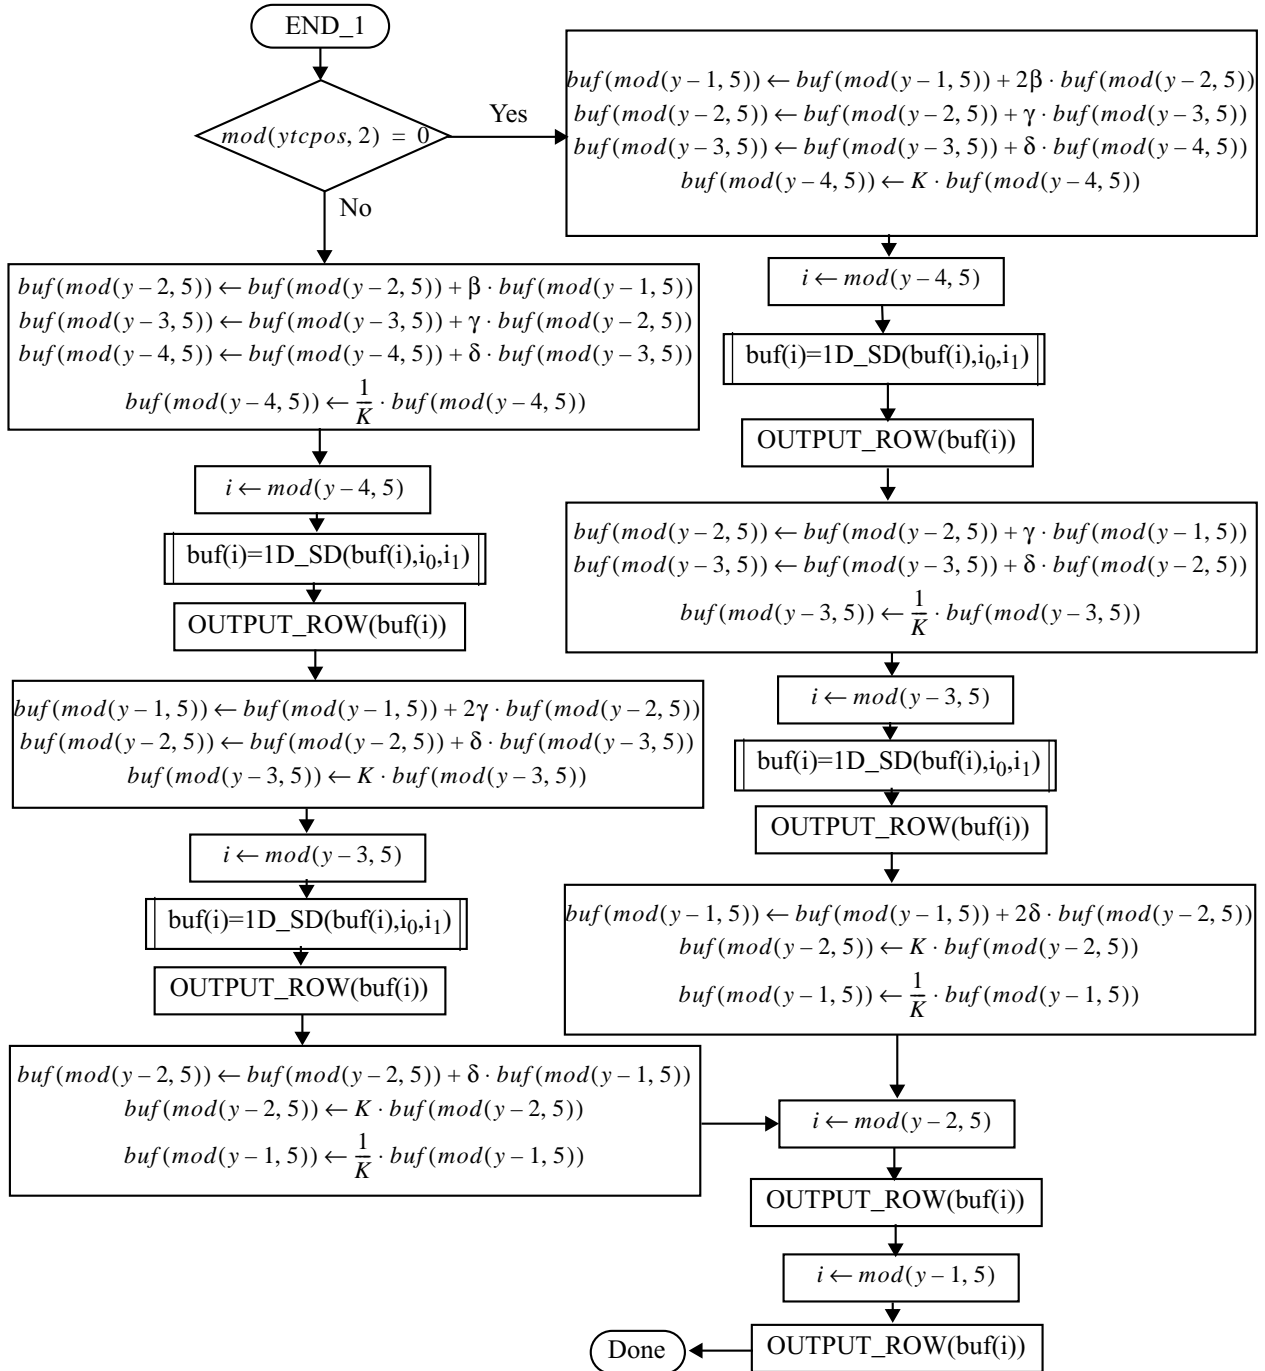 END_1
mod(ytcpos, 2) = 0
Yes
No
buf(mod(y – 1, 5)) ← buf(mod(y – 1, 5)) + 2β ⋅ buf(mod(y – 2, 5))
buf(mod(y – 2, 5)) ← buf(mod(y – 2, 5)) + γ ⋅ buf(mod(y – 3, 5))
buf(mod(y – 3, 5)) ← buf(mod(y – 3, 5)) + δ ⋅ buf(mod(y – 4, 5))
buf(mod(y – 4, 5)) ← K ⋅ buf(mod(y – 4, 5))
i ← mod(y – 4, 5)
buf(i)=1D_SD(buf(i),i₀,i₁)
OUTPUT_ROW(buf(i))
buf(mod(y – 2, 5)) ← buf(mod(y – 2, 5)) + γ ⋅ buf(mod(y – 1, 5))
buf(mod(y – 3, 5)) ← buf(mod(y – 3, 5)) + δ ⋅ buf(mod(y – 2, 5))
buf(mod(y – 3, 5)) ← 1/K ⋅ buf(mod(y – 3, 5))
i ← mod(y – 3, 5)
buf(i)=1D_SD(buf(i),i₀,i₁)
OUTPUT_ROW(buf(i))
buf(mod(y – 1, 5)) ← buf(mod(y – 1, 5)) + 2δ ⋅ buf(mod(y – 2, 5))
buf(mod(y – 2, 5)) ← K ⋅ buf(mod(y – 2, 5))
buf(mod(y – 1, 5)) ← 1/K ⋅ buf(mod(y – 1, 5))
buf(mod(y – 2, 5)) ← buf(mod(y – 2, 5)) + β ⋅ buf(mod(y – 1, 5))
buf(mod(y – 3, 5)) ← buf(mod(y – 3, 5)) + γ ⋅ buf(mod(y – 2, 5))
buf(mod(y – 4, 5)) ← buf(mod(y – 4, 5)) + δ ⋅ buf(mod(y – 3, 5))
buf(mod(y – 4, 5)) ← 1/K ⋅ buf(mod(y – 4, 5))
i ← mod(y – 4, 5)
buf(i)=1D_SD(buf(i),i₀,i₁)
OUTPUT_ROW(buf(i))
buf(mod(y – 1, 5)) ← buf(mod(y – 1, 5)) + 2γ ⋅ buf(mod(y – 2, 5))
buf(mod(y – 2, 5)) ← buf(mod(y – 2, 5)) + δ ⋅ buf(mod(y – 3, 5))
buf(mod(y – 3, 5)) ← K ⋅ buf(mod(y – 3, 5))
i ← mod(y – 3, 5)
buf(i)=1D_SD(buf(i),i₀,i₁)
OUTPUT_ROW(buf(i))
buf(mod(y – 2, 5)) ← buf(mod(y – 2, 5)) + δ ⋅ buf(mod(y – 1, 5))
buf(mod(y – 2, 5)) ← K ⋅ buf(mod(y – 2, 5))
buf(mod(y – 1, 5)) ← 1/K ⋅ buf(mod(y – 1, 5))
i ← mod(y – 2, 5)
OUTPUT_ROW(buf(i))
i ← mod(y – 1, 5)
OUTPUT_ROW(buf(i))
Done